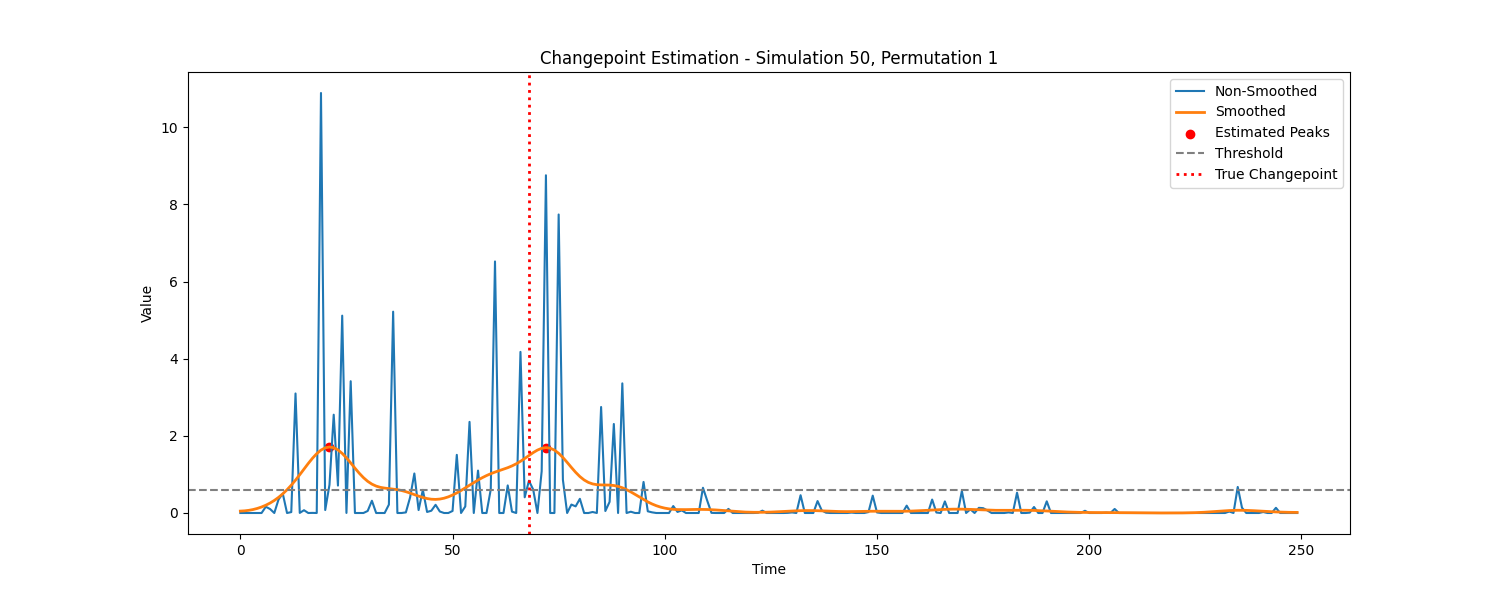 Changepoint Estimation - Simulation 50, Permutation 1
Non-Smoothed
Smoothed
Estimated Peaks
Threshold
True Changepoint
Value
10
8
6
4
2
0
0 50 100 150 200 250
Time